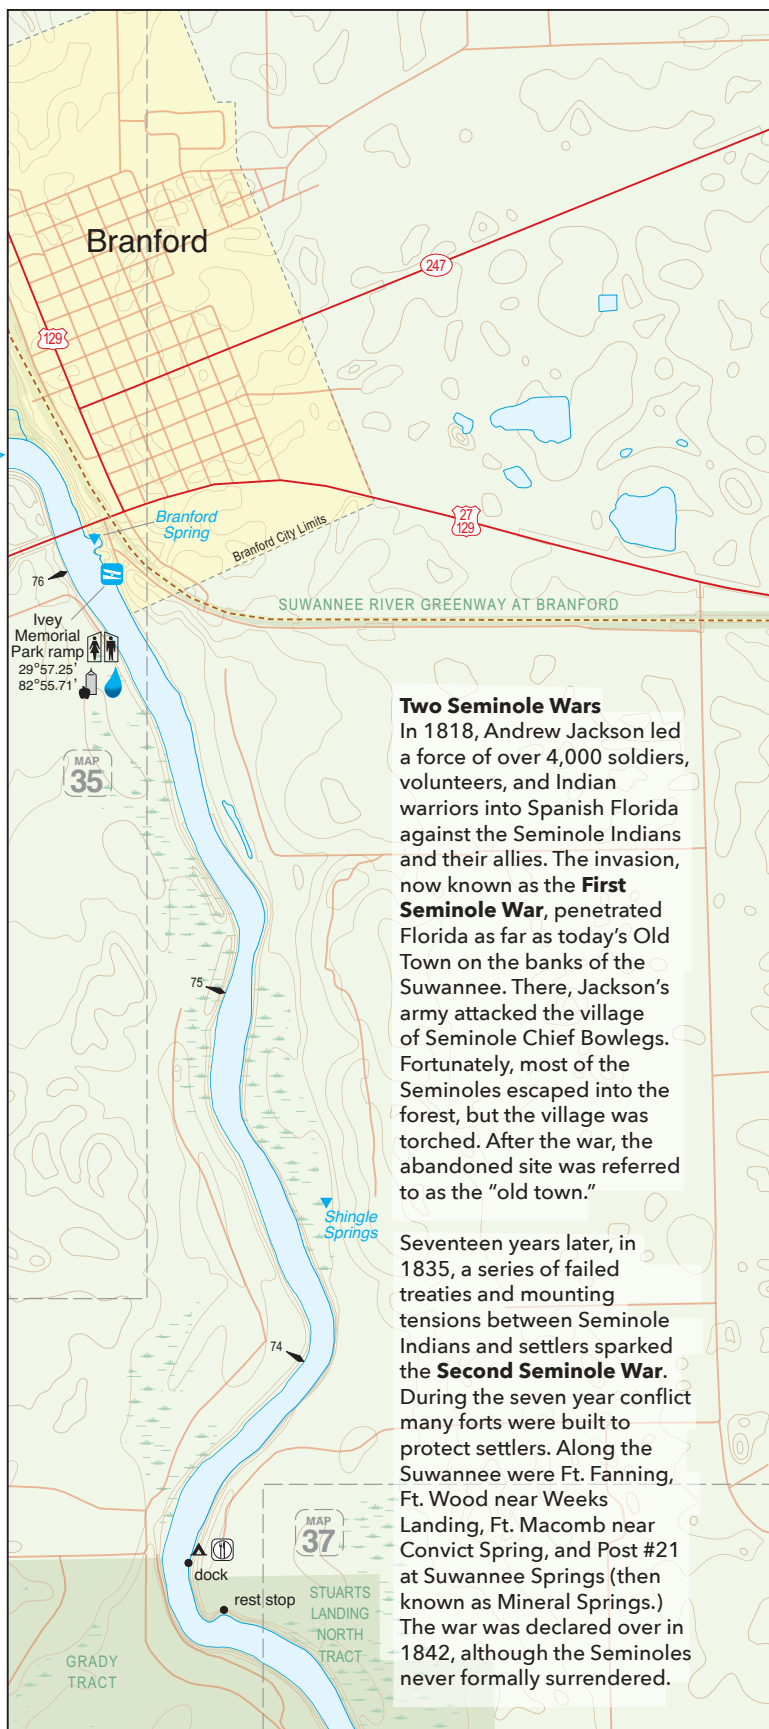 Branford
247
129
Branford
Spring
27
129
Branford City Limits
76
SUWANNEE RIVER GREENWAY AT BRANFORD
Ivey
Memorial
Park ramp
29°57.25'
82°55.71'
MAP
35
Two Seminole Wars
In 1818, Andrew Jackson led
a force of over 4,000 soldiers,
volunteers, and Indian
warriors into Spanish Florida
against the Seminole Indians
and their allies. The invasion,
now known as the First
Seminole War, penetrated
Florida as far as today’s Old
Town on the banks of the
Suwannee. There, Jackson’s
army attacked the village
of Seminole Chief Bowlegs.
Fortunately, most of the
Seminoles escaped into the
forest, but the village was
torched. After the war, the
abandoned site was referred
to as the “old town.”
Seventeen years later, in
1835, a series of failed
treaties and mounting
tensions between Seminole
Indians and settlers sparked
the Second Seminole War.
During the seven year conflict
many forts were built to
protect settlers. Along the
Suwannee were Ft. Fanning,
Ft. Wood near Weeks
Landing, Ft. Macomb near
Convict Spring, and Post #21
at Suwannee Springs (then
known as Mineral Springs.)
The war was declared over in
1842, although the Seminoles
never formally surrendered.
75
Shingle
Springs
74
MAP
37
dock
rest stop
STUARTS
LANDING
NORTH
TRACT
GRADY
TRACT